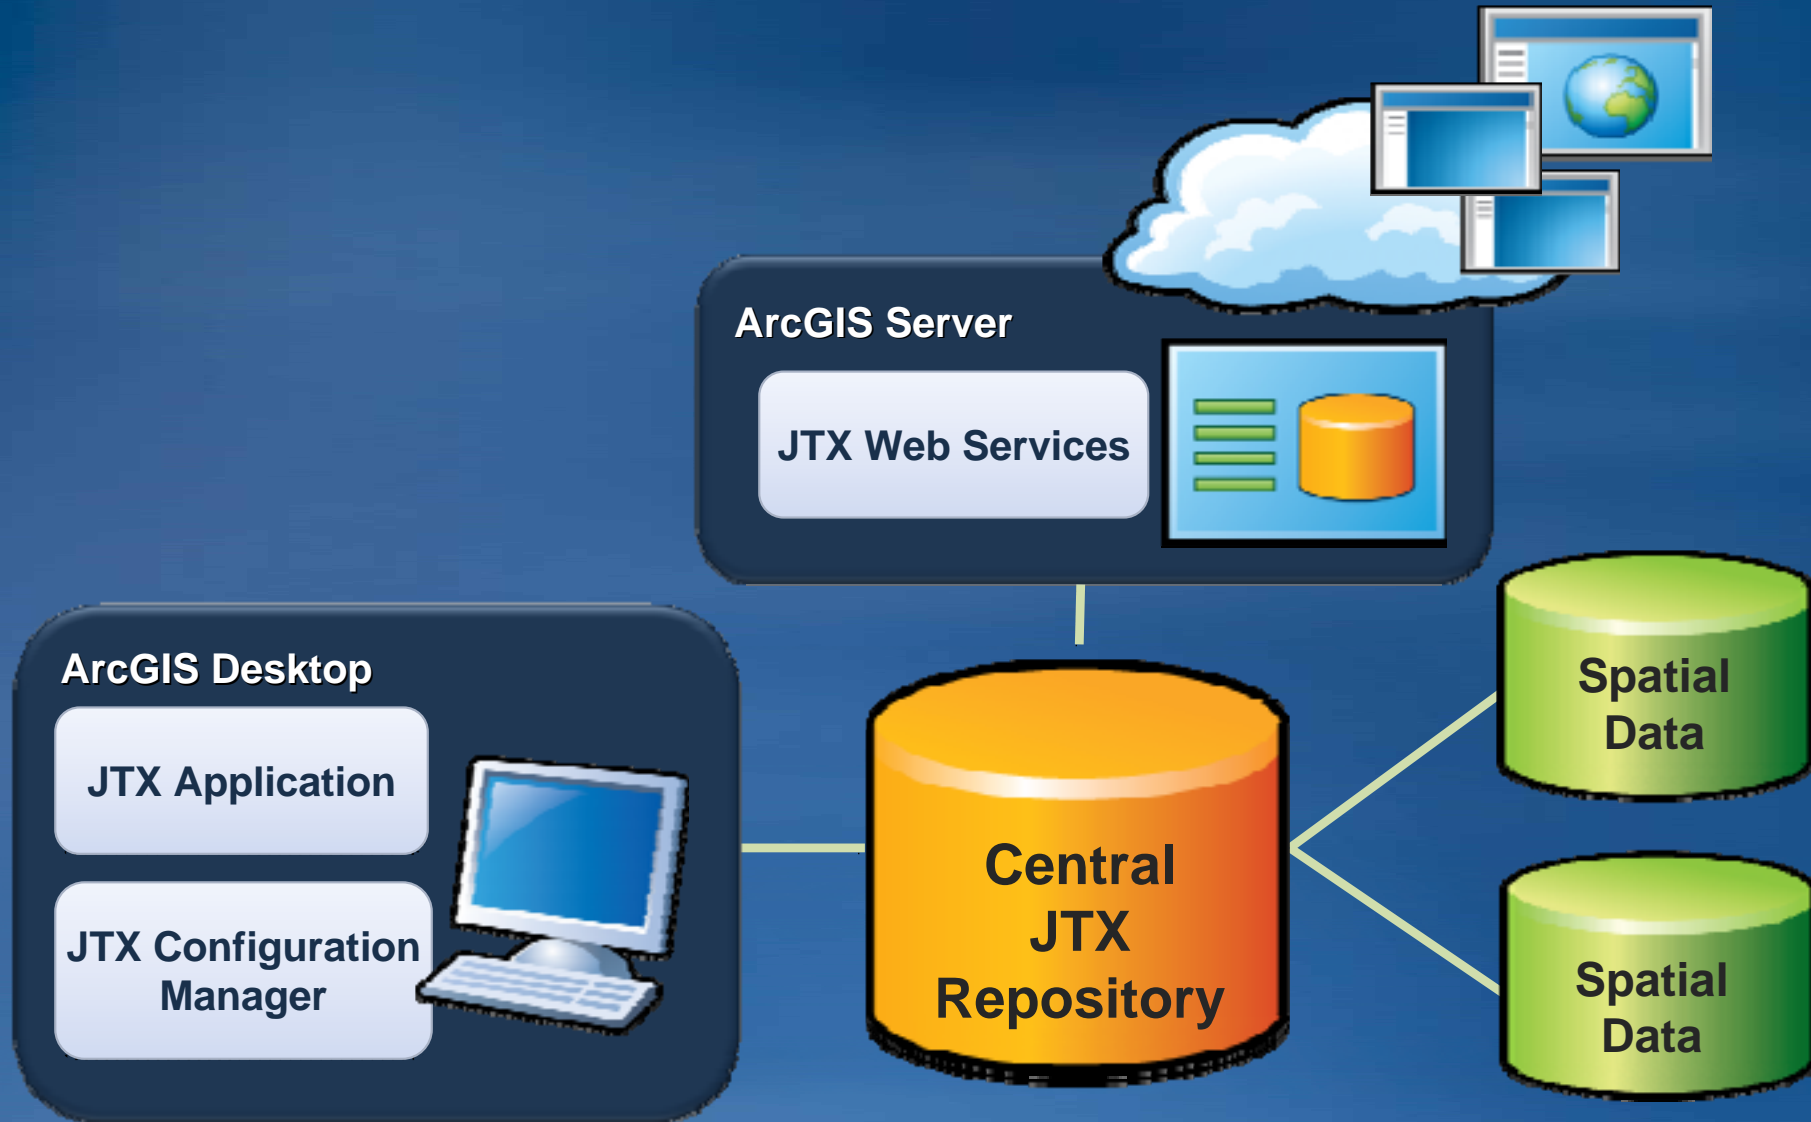 ArcGIS Server
JTX Web Services
ArcGIS Desktop
JTX Application
JTX Configuration
Manager
Central
JTX
Repository
Spatial
Data
Spatial
Data